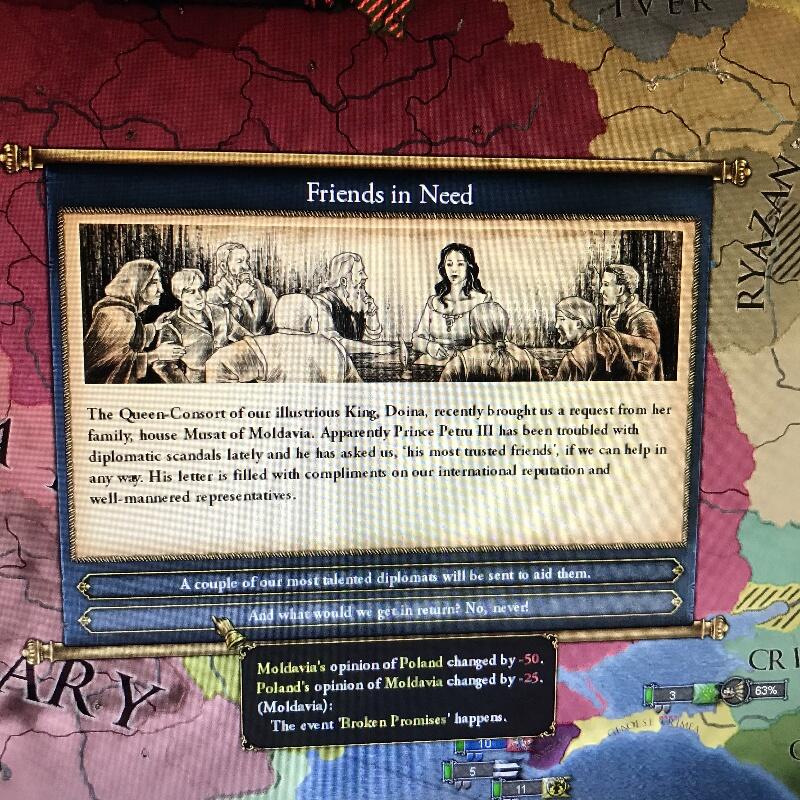 IVER
RYAZAN
Friends in Need
The Queen-Consort of our illustrious King, Doina, recently brought us a request from her
family, house Musat of Moldavia. Apparently Prince Petru III has been troubled with
diplomatic scandals lately and he has asked us, 'his most trusted friends', if we can help in
any way. His letter is filled with compliments on our international reputation and
well-mannered representatives.
A couple of our most talented diplomats will be sent to aid them.
And what would we get in return? No, never!
Moldavia's opinion of Poland changed by -50.
Poland's opinion of Moldavia changed by -25.
(Moldavia):
The event 'Broken Promises' happens.
ARY
CRI
3
63%
GENOESE CRIMEA
10
5
11